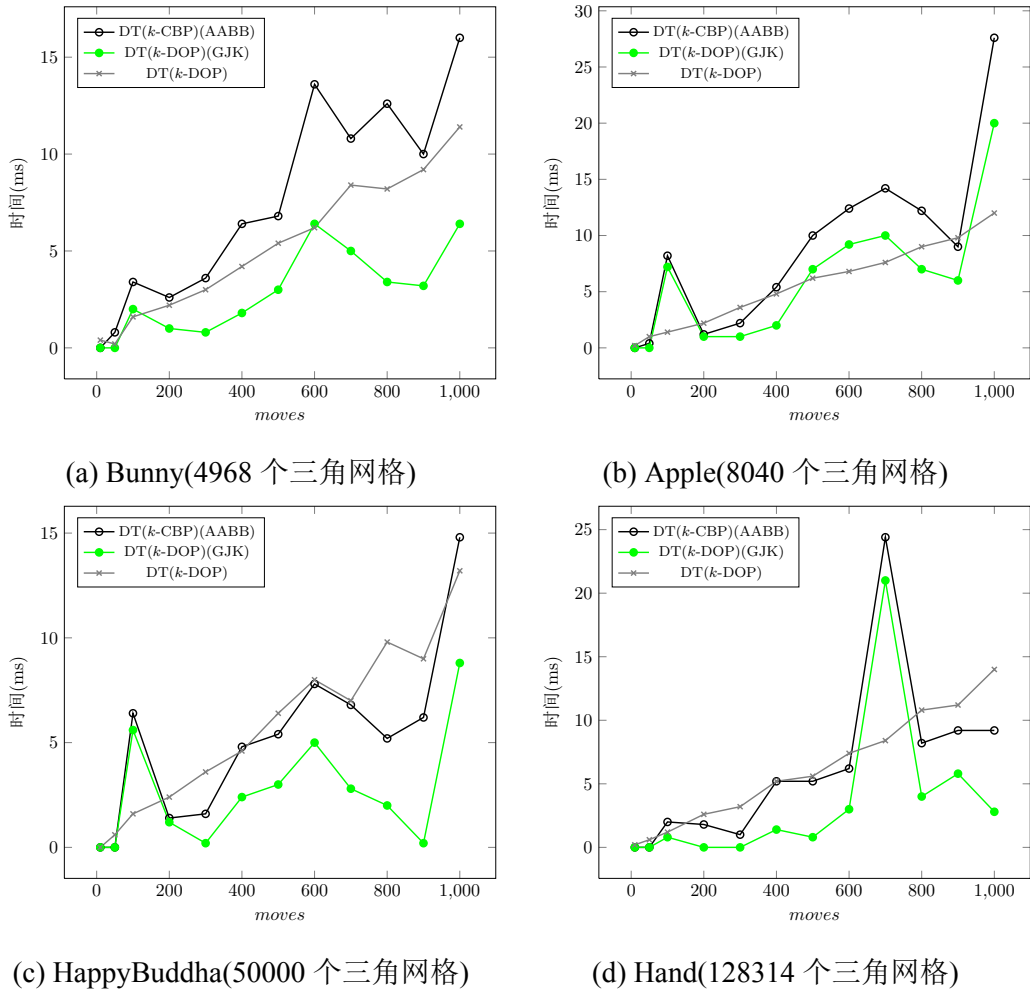 15
10
5
0
时间(ms)
DT(k-CBP)(AABB)
DT(k-DOP)(GJK)
DT(k-DOP)
0 200 400 600 800 1,000
moves
(a) Bunny(4968 个三角网格)
30
25
20
15
10
5
0
时间(ms)
DT(k-CBP)(AABB)
DT(k-DOP)(GJK)
DT(k-DOP)
0 200 400 600 800 1,000
moves
(b) Apple(8040 个三角网格)
15
10
5
0
时间(ms)
DT(k-CBP)(AABB)
DT(k-DOP)(GJK)
DT(k-DOP)
0 200 400 600 800 1,000
moves
(c) HappyBuddha(50000 个三角网格)
25
20
15
10
5
0
时间(ms)
DT(k-CBP)(AABB)
DT(k-DOP)(GJK)
DT(k-DOP)
0 200 400 600 800 1,000
moves
(d) Hand(128314 个三角网格)